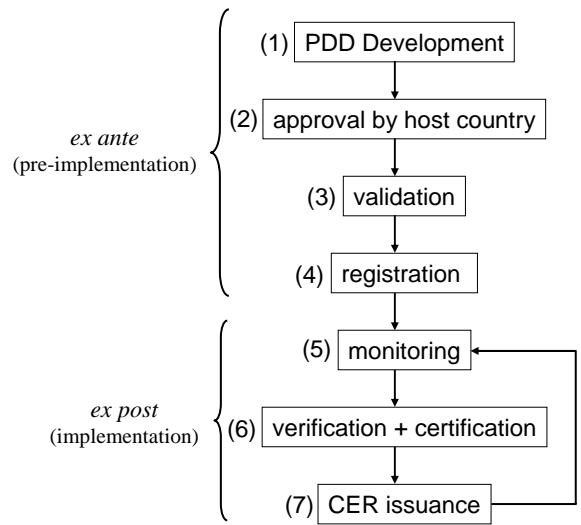 (1) PDD Development
(2) approval by host country
ex ante
(pre-implementation)
(3) validation
(4) registration
(5) monitoring
ex post
(implementation)
(6) verification + certification
(7) CER issuance